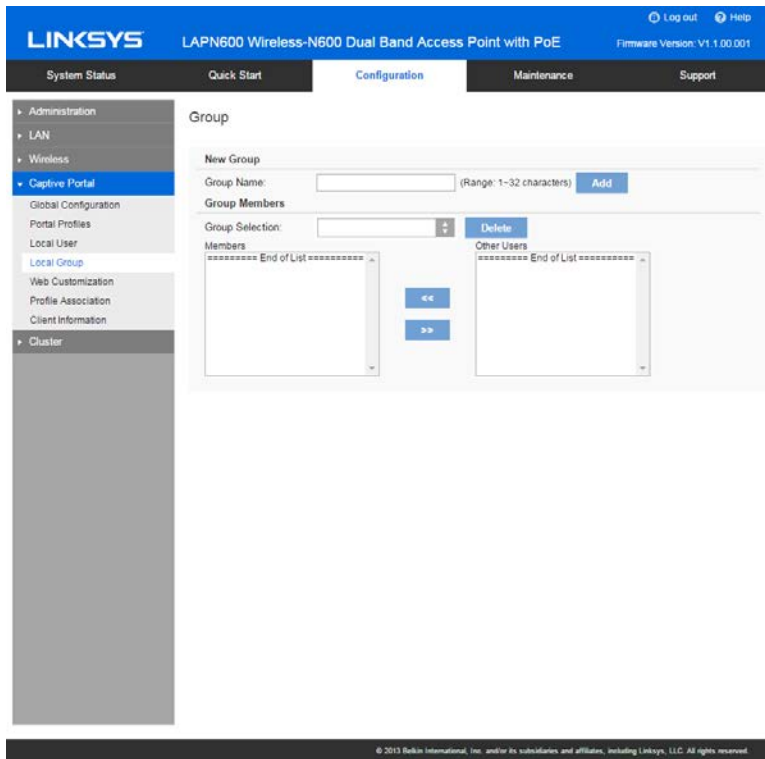 Log out Help
LINKSYS LAPN600 Wireless-N600 Dual Band Access Point with PoE Firmware Version: V1.1.00.001
System Status Quick Start Configuration Maintenance Support
Administration
LAN
Wireless
Captive Portal
Global Configuration
Portal Profiles
Local User
Local Group
Web Customization
Profile Association
Client Information
Cluster
Group
New Group
Group Name: (Range: 1~32 characters) Add
Group Members
Group Selection: Delete
Members Other Users
========= End of List ========== ========= End of List ==========
<<
>>
© 2013 Belkin International, Inc. and/or its subsidiaries and affiliates, including Linksys, LLC. All rights reserved.